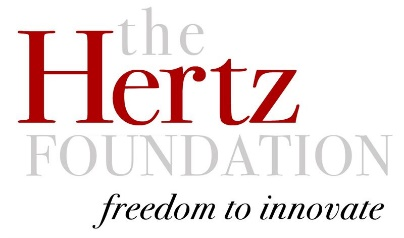 the
Hertz
FOUNDATION
freedom to innovate